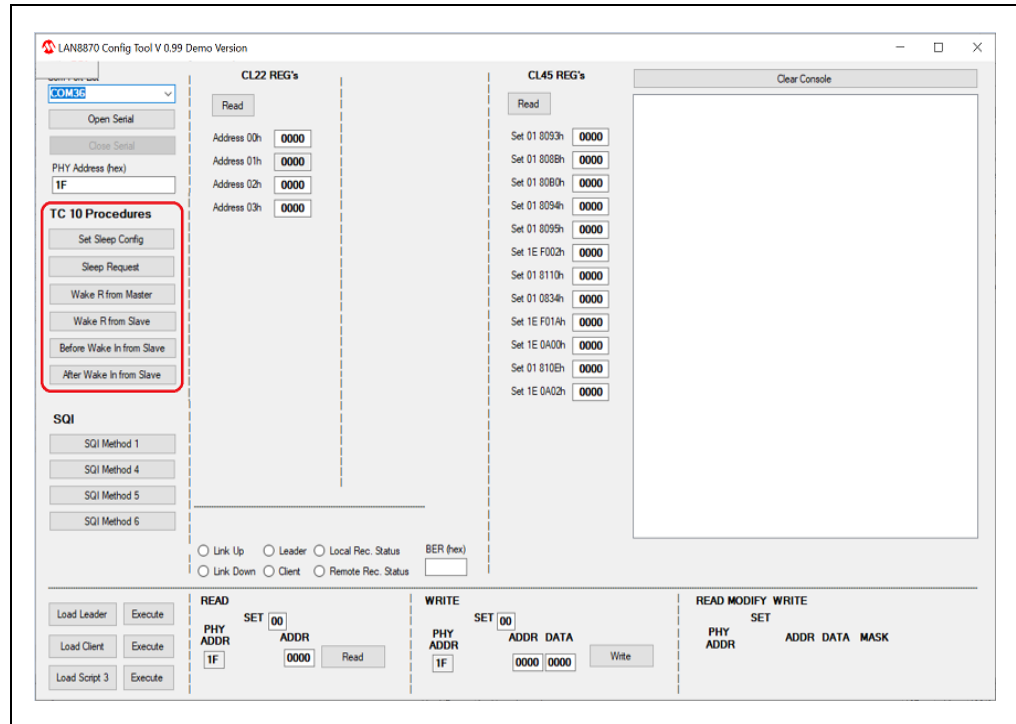 LAN8870 Config Tool V 0.99 Demo Version
COM36
Open Serial
Close Serial
PHY Address (hex)
1F
TC 10 Procedures
Set Sleep Config
Sleep Request
Wake R from Master
Wake R from Slave
Before Wake In from Slave
After Wake In from Slave
SQI
SQI Method 1
SQI Method 4
SQI Method 5
SQI Method 6
CL22 REG's
Read
Address 00h 0000
Address 01h 0000
Address 02h 0000
Address 03h 0000
CL45 REG's
Read
Set 01 8093h 0000
Set 01 808Bh 0000
Set 01 80B0h 0000
Set 01 8094h 0000
Set 01 8095h 0000
Set 1E F002h 0000
Set 01 8110h 0000
Set 01 0834h 0000
Set 1E F01Ah 0000
Set 1E 0A00h 0000
Set 01 810Eh 0000
Set 1E 0A02h 0000
Clear Console
Link Up Leader Local Rec. Status BER (hex)
Link Down Client Remote Rec. Status
Load Leader Execute
Load Client Execute
Load Script 3 Execute
READ
SET 00
PHY ADDR
ADDR
1F 0000 Read
WRITE
SET 00
PHY ADDR
ADDR DATA
1F 0000 0000 Write
READ MODIFY WRITE
SET
PHY ADDR
ADDR DATA MASK